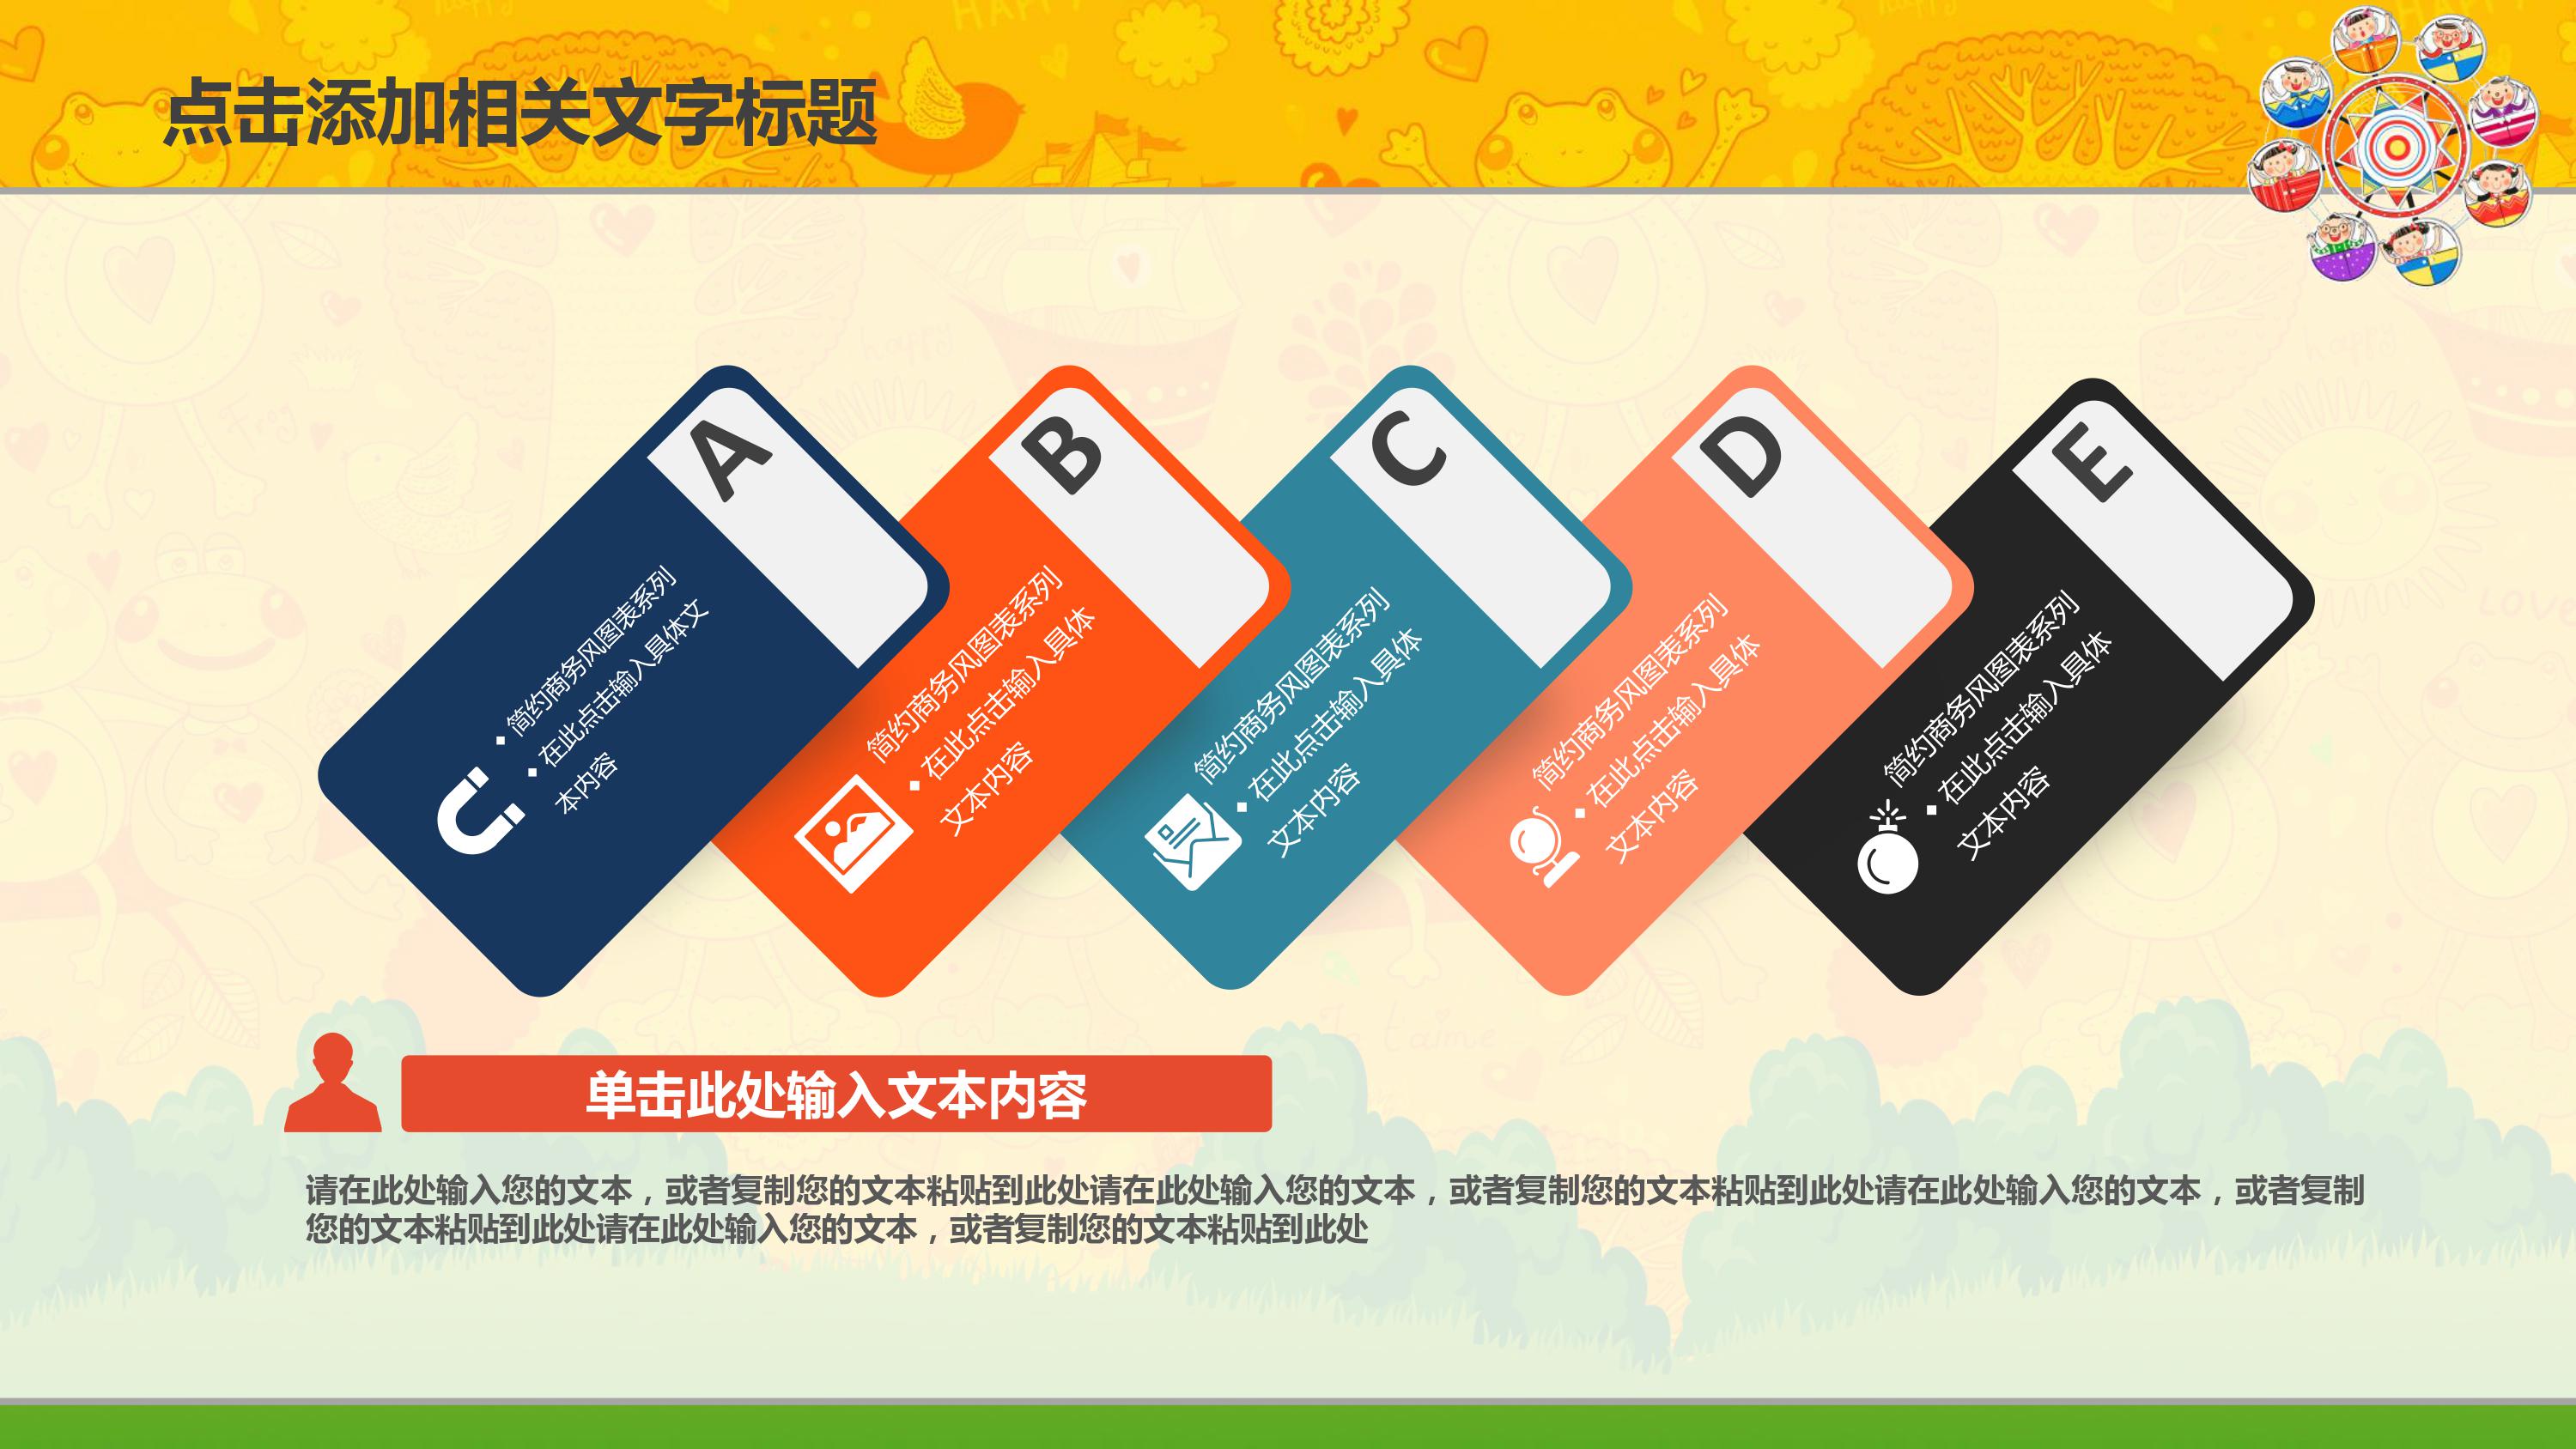 点击添加相关文字标题
A
▪ 简约商务风图表系列
▪ 在此点击输入具体文
本内容
B
简约商务风图表系列
▪ 在此点击输入具体
文本内容
C
简约商务风图表系列
▪ 在此点击输入具体
文本内容
D
简约商务风图表系列
▪ 在此点击输入具体
文本内容
E
简约商务风图表系列
▪ 在此点击输入具体
文本内容
单击此处输入文本内容
请在此处输入您的文本，或者复制您的文本粘贴到此处请在此处输入您的文本，或者复制您的文本粘贴到此处请在此处输入您的文本，或者复制
您的文本粘贴到此处请在此处输入您的文本，或者复制您的文本粘贴到此处